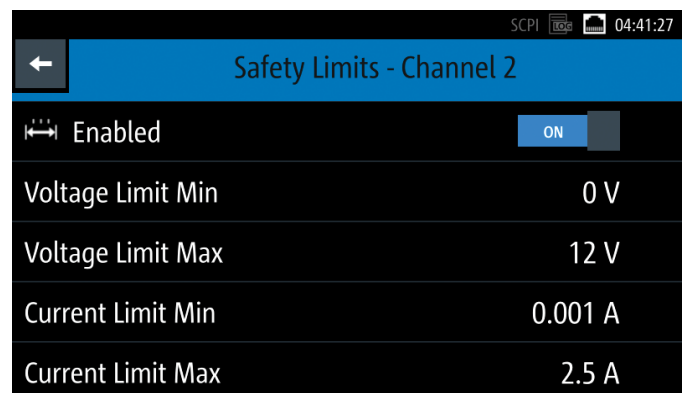 SCPI LOG 04:41:27
Safety Limits - Channel 2
Enabled ON
Voltage Limit Min 0 V
Voltage Limit Max 12 V
Current Limit Min 0.001 A
Current Limit Max 2.5 A